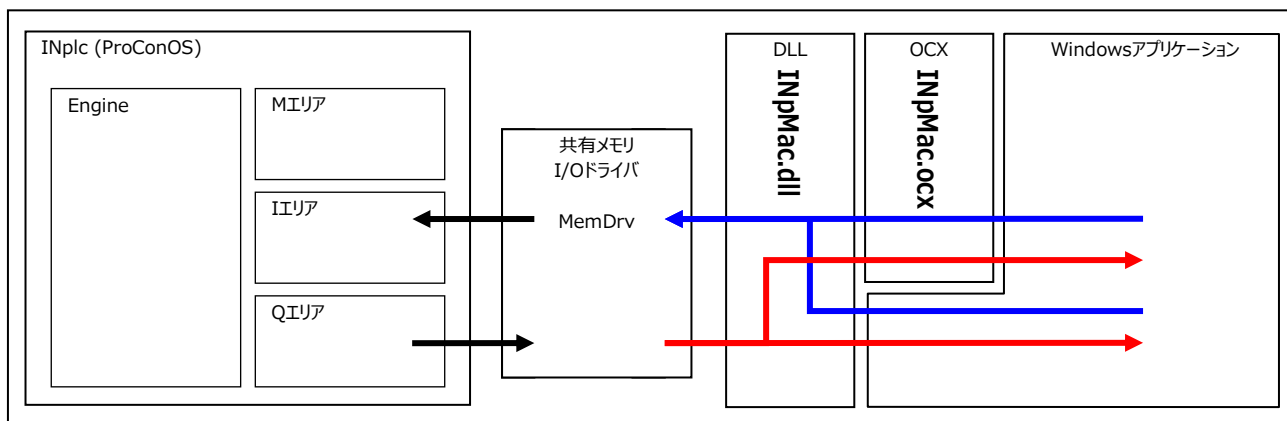 INplc (ProConOS)
Engine
Mエリア
Iエリア
Qエリア
共有メモリ
I/Oドライバ
MemDrv
DLL
INpMac.dll
OCX
INpMac.ocx
Windowsアプリケーション